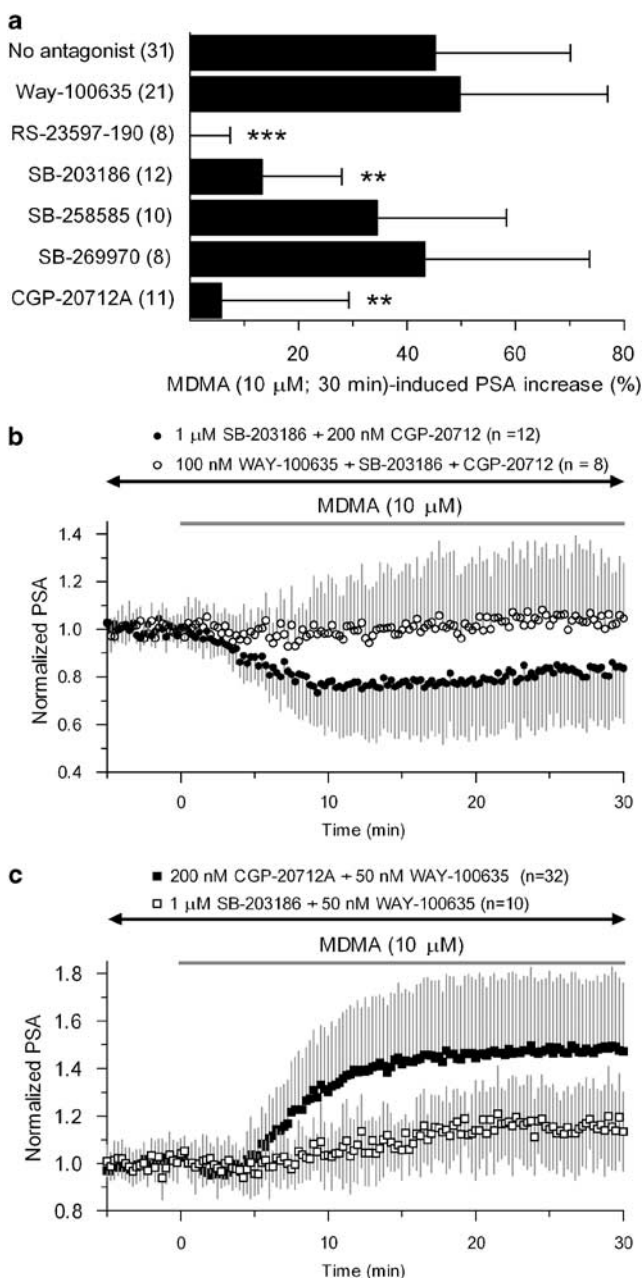 a
No antagonist (31)
Way-100635 (21)
RS-23597-190 (8)
SB-203186 (12)
SB-258585 (10)
SB-269970 (8)
CGP-20712A (11)
***
**
**
20 40 60 80
MDMA (10 μM; 30 min)-induced PSA increase (%)
b
1 μM SB-203186 + 200 nM CGP-20712 (n =12)
100 nM WAY-100635 + SB-203186 + CGP-20712 (n = 8)
MDMA (10 μM)
Normalized PSA
1.4
1.2
1.0
0.8
0.6
0.4
0 10 20 30
Time (min)
c
200 nM CGP-20712A + 50 nM WAY-100635 (n=32)
1 μM SB-203186 + 50 nM WAY-100635 (n=10)
MDMA (10 μM)
Normalized PSA
1.8
1.6
1.4
1.2
1.0
0.8
0 10 20 30
Time (min)